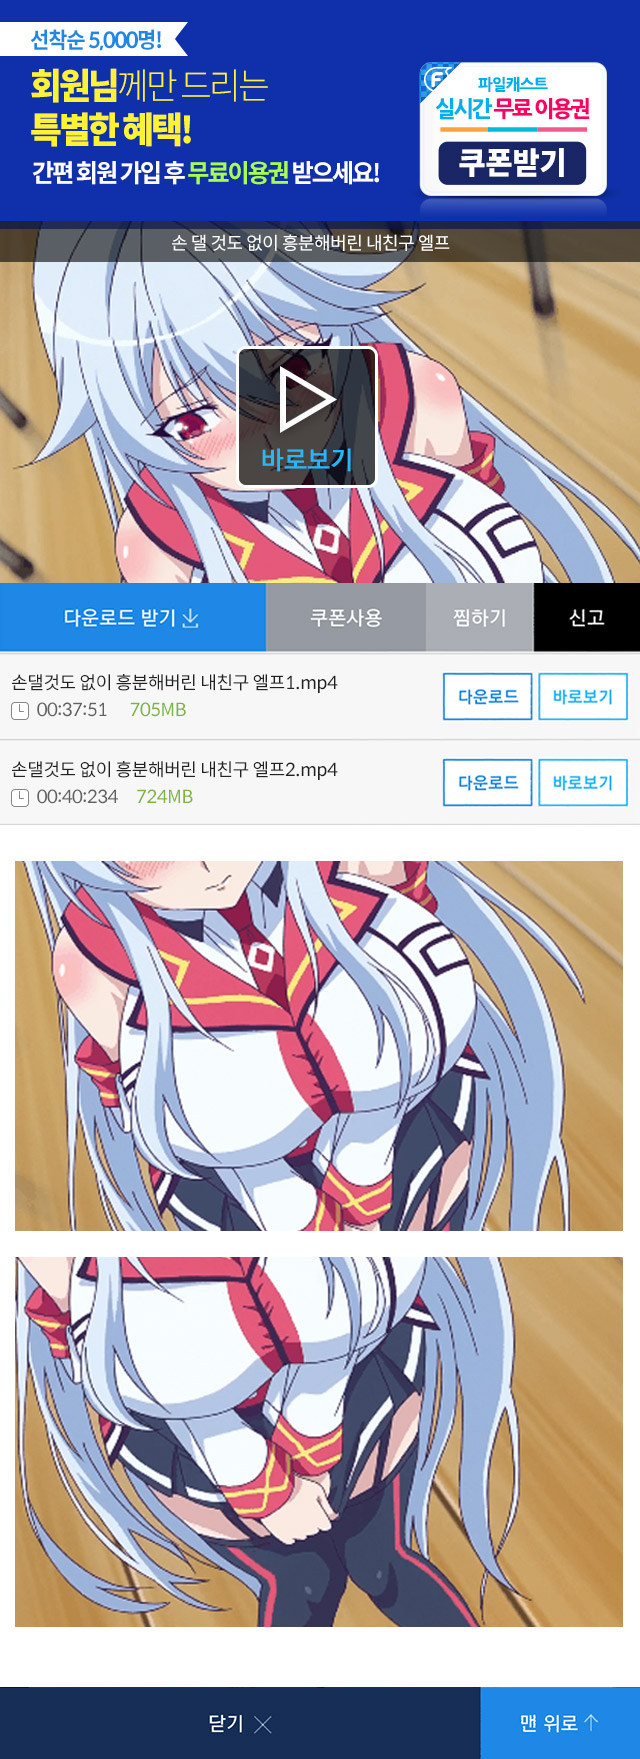 선착순 5,000명!
회원님께만 드리는
특별한 혜택!
간편 회원 가입 후 무료이용권 받으세요!
파일캐스트
실시간 무료 이용권
쿠폰받기
손 댈 것도 없이 흥분해버린 내친구 엘프
바로보기
다운로드 받기 쿠폰사용 찜하기 신고
손댈것도 없이 흥분해버린 내친구 엘프1.mp4
00:37:51 705MB
다운로드 바로보기
손댈것도 없이 흥분해버린 내친구 엘프2.mp4
00:40:234 724MB
다운로드 바로보기
닫기 맨 위로